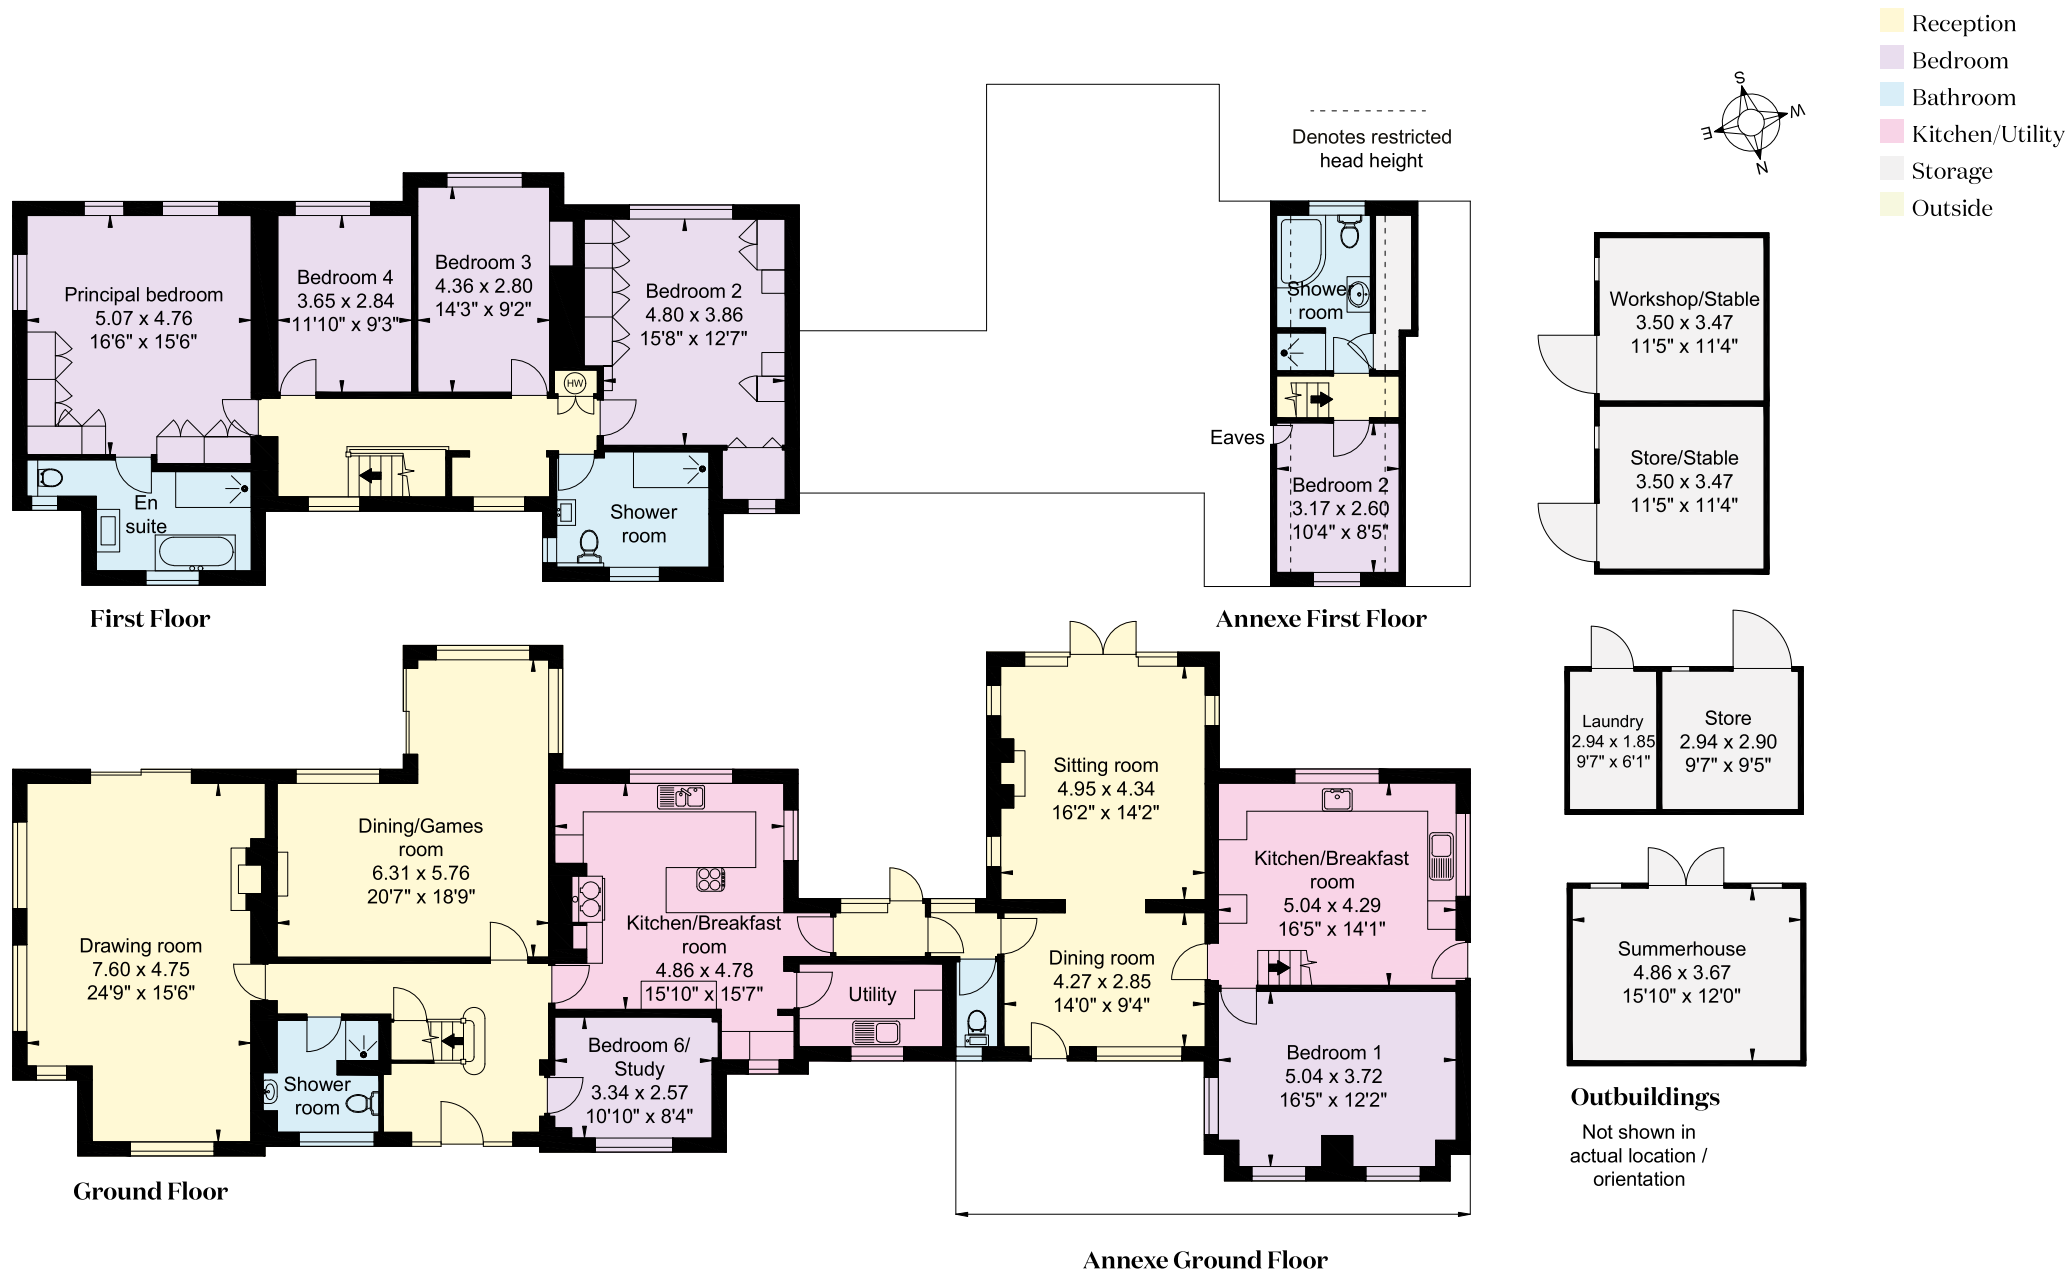 Reception
Bedroom
Bathroom
Kitchen/Utility
Storage
Outside
S
W
E
N
Denotes restricted
head height
Principal bedroom
5.07 x 4.76
16'6" x 15'6"
Bedroom 4
3.65 x 2.84
11'10" x 9'3"
Bedroom 3
4.36 x 2.80
14'3" x 9'2"
Bedroom 2
4.80 x 3.86
15'8" x 12'7"
HW
En
suite
Shower
room
First Floor
Shower
room
Eaves
Bedroom 2
3.17 x 2.60
10'4" x 8'5"
Annexe First Floor
Workshop/Stable
3.50 x 3.47
11'5" x 11'4"
Store/Stable
3.50 x 3.47
11'5" x 11'4"
Laundry
2.94 x 1.85
9'7" x 6'1"
Store
2.94 x 2.90
9'7" x 9'5"
Summerhouse
4.86 x 3.67
15'10" x 12'0"
Outbuildings
Not shown in
actual location /
orientation
Drawing room
7.60 x 4.75
24'9" x 15'6"
Dining/Games
room
6.31 x 5.76
20'7" x 18'9"
Kitchen/Breakfast
room
4.86 x 4.78
15'10" x 15'7"
Utility
Shower
room
Bedroom 6/
Study
3.34 x 2.57
10'10" x 8'4"
Ground Floor
Sitting room
4.95 x 4.34
16'2" x 14'2"
Dining room
4.27 x 2.85
14'0" x 9'4"
Kitchen/Breakfast
room
5.04 x 4.29
16'5" x 14'1"
Bedroom 1
5.04 x 3.72
16'5" x 12'2"
Annexe Ground Floor